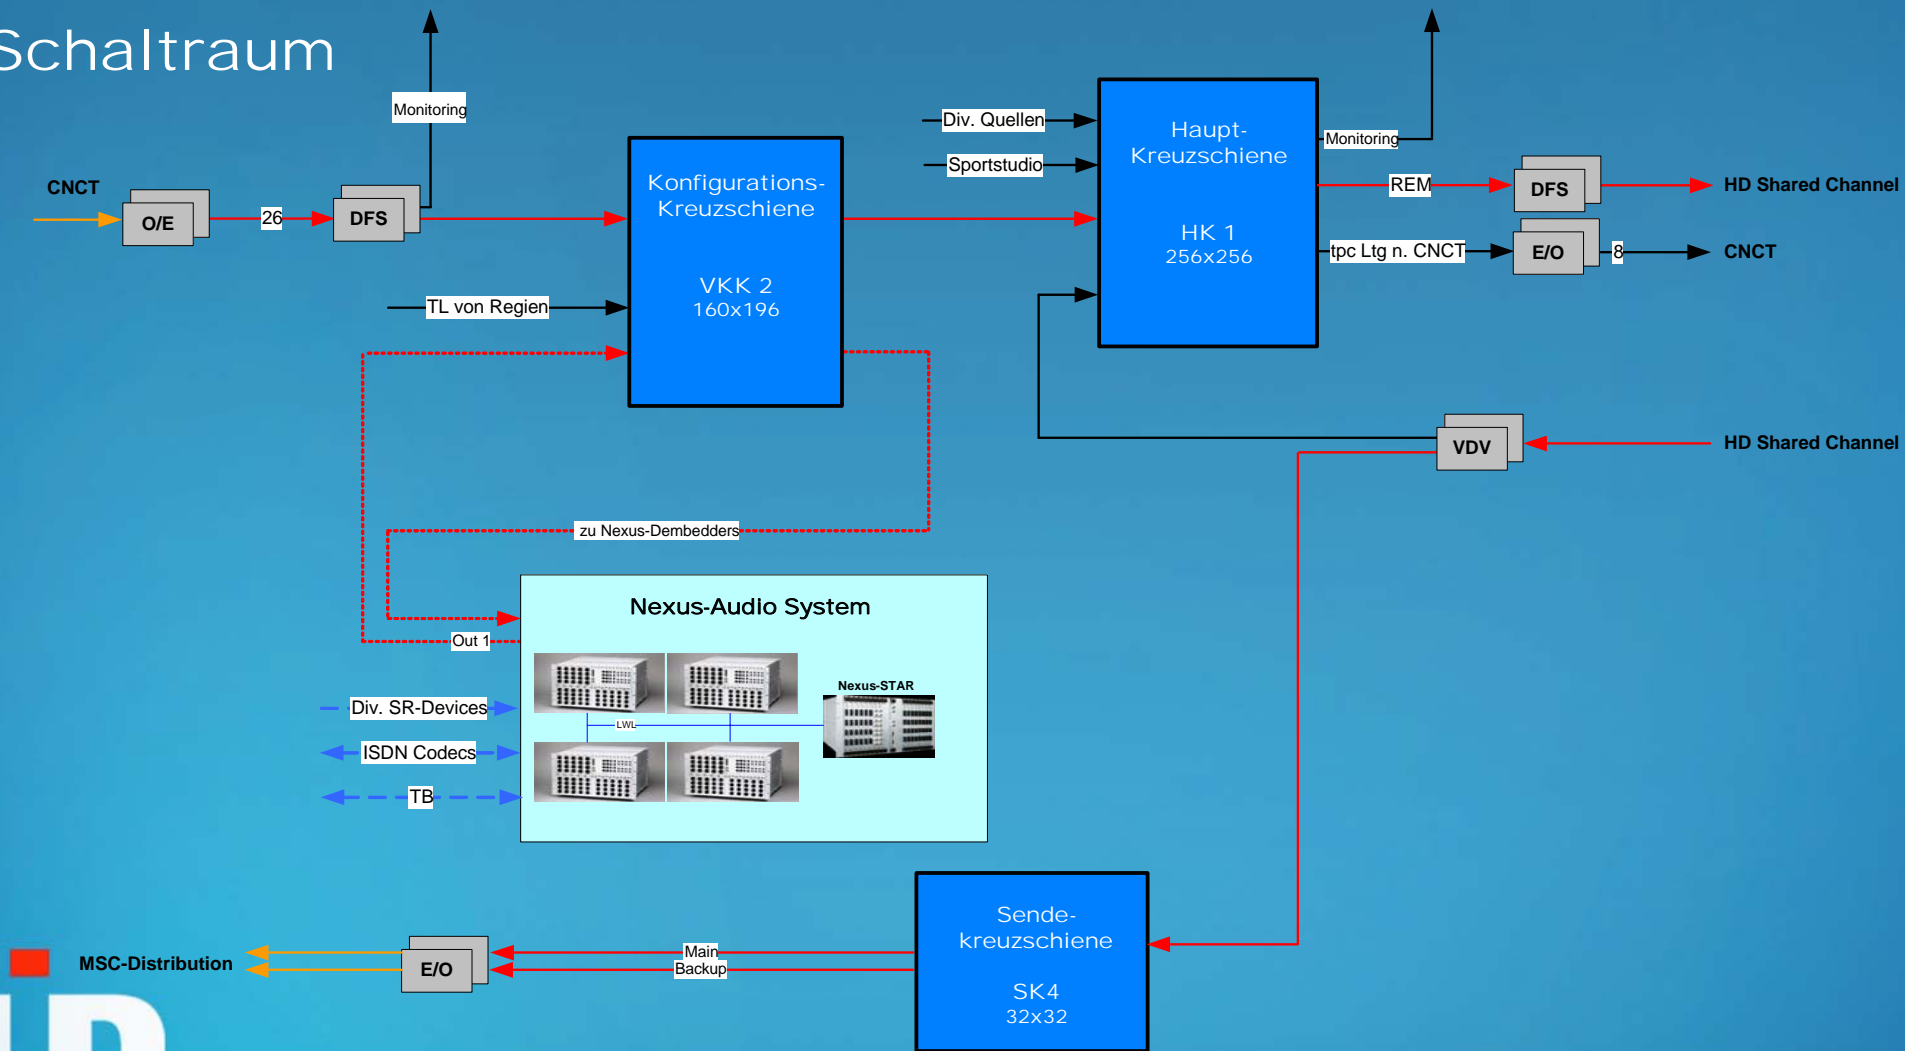 Schaltraum
Monitoring
CNCT
O/E
26
DFS
Konfigurations-
Kreuzschiene
VKK 2
160x196
TL von Regien
Div. Quellen
Sportstudio
Haupt-
Kreuzschiene
HK 1
256x256
Monitoring
REM
DFS
HD Shared Channel
tpc Ltg n. CNCT
E/O
8
CNCT
VDV
HD Shared Channel
zu Nexus-Dembedders
Nexus-Audio System
Out 1
Nexus-STAR
LWL
Div. SR-Devices
ISDN Codecs
TB
Sende-
kreuzschiene
SK4
32x32
Main
Backup
E/O
MSC-Distribution